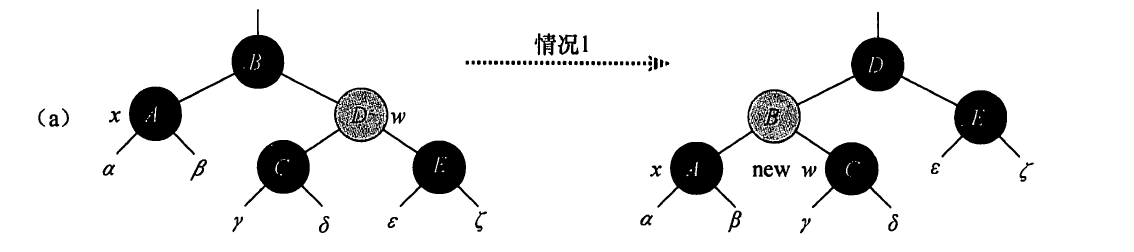 情况1
B D
(a) x A D w B E
C E x A new w C ε ζ
α β γ δ ε ζ α β γ δ